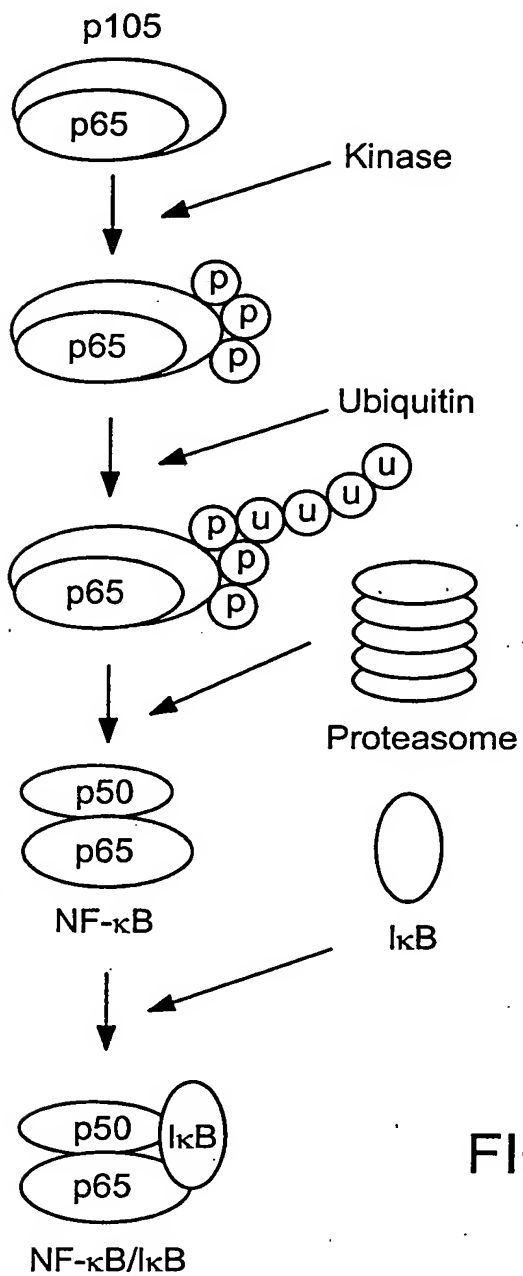 p105
p65
Kinase
p65
p
p
p
Ubiquitin
p65
p
u
u
u
u
p
p
Proteasome
p50
p65
NF-κB
IκB
p50
p65
IκB
NF-κB/IκB